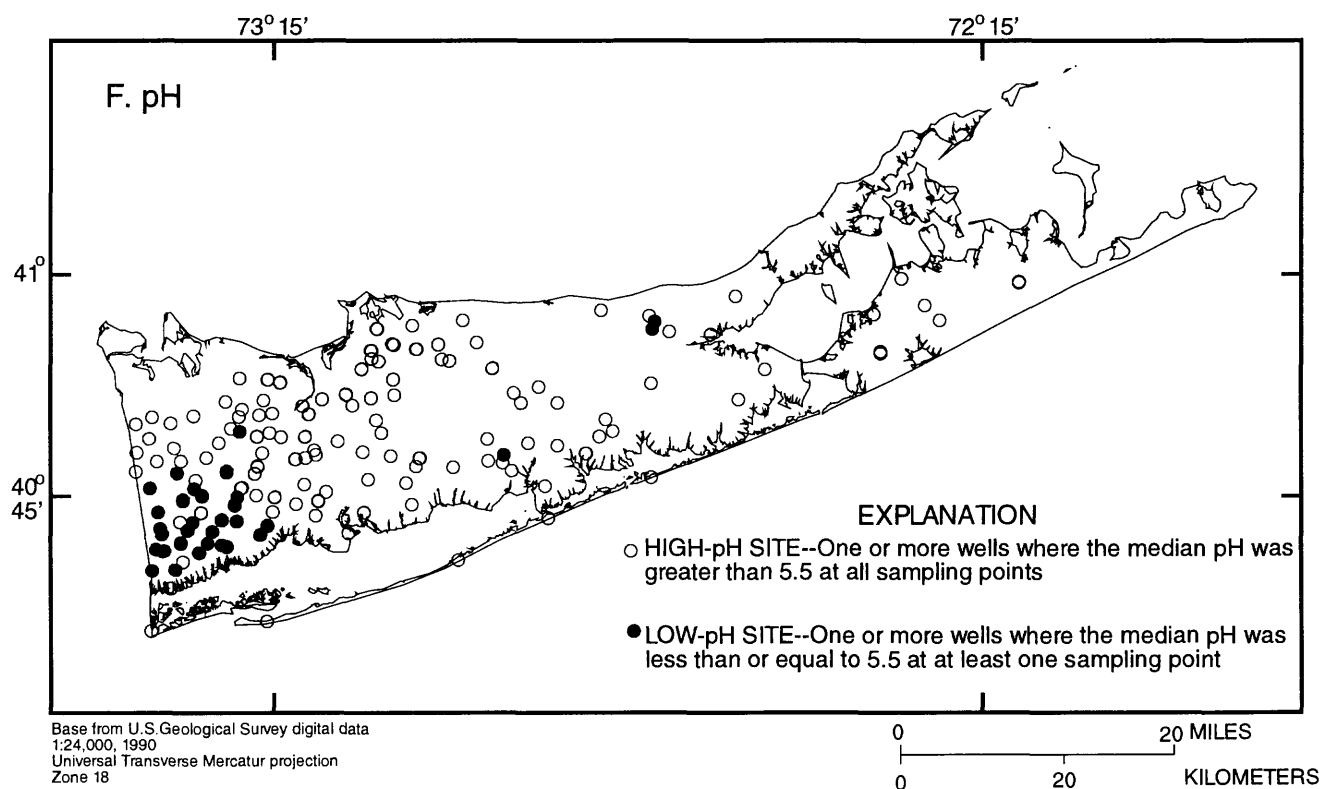 73° 15'
72° 15'
F. pH
41°
40°
45'
EXPLANATION
HIGH-pH SITE--One or more wells where the median pH was
greater than 5.5 at all sampling points
LOW-pH SITE--One or more wells where the median pH was
less than or equal to 5.5 at at least one sampling point
Base from U.S.Geological Survey digital data
1:24,000, 1990
Universal Transverse Mercatur projection
Zone 18
0 20 MILES
0 20 KILOMETERS